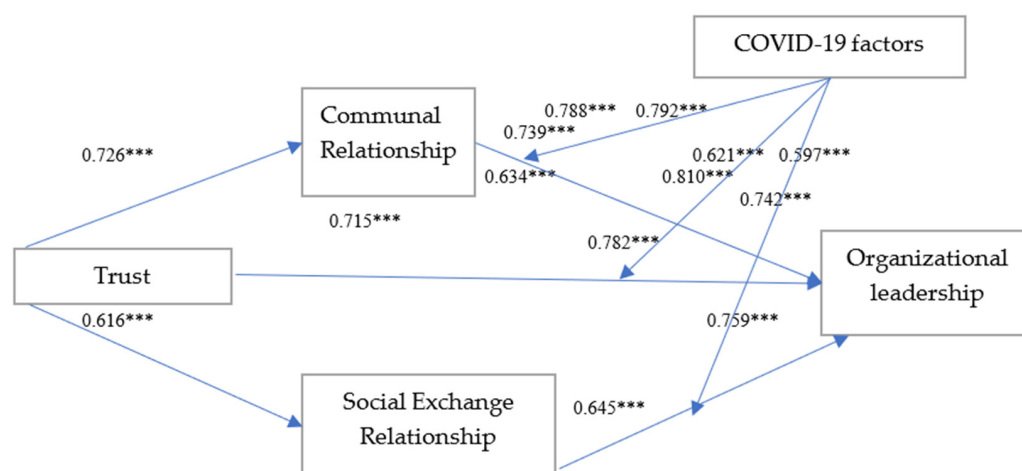 COVID-19 factors
0.788***
0.792***
Communal
Relationship
0.739***
0.726***
0.621***
0.597***
0.634***
0.810***
0.742***
0.715***
0.782***
Organizational
leadership
Trust
0.616***
0.759***
Social Exchange
Relationship
0.645***